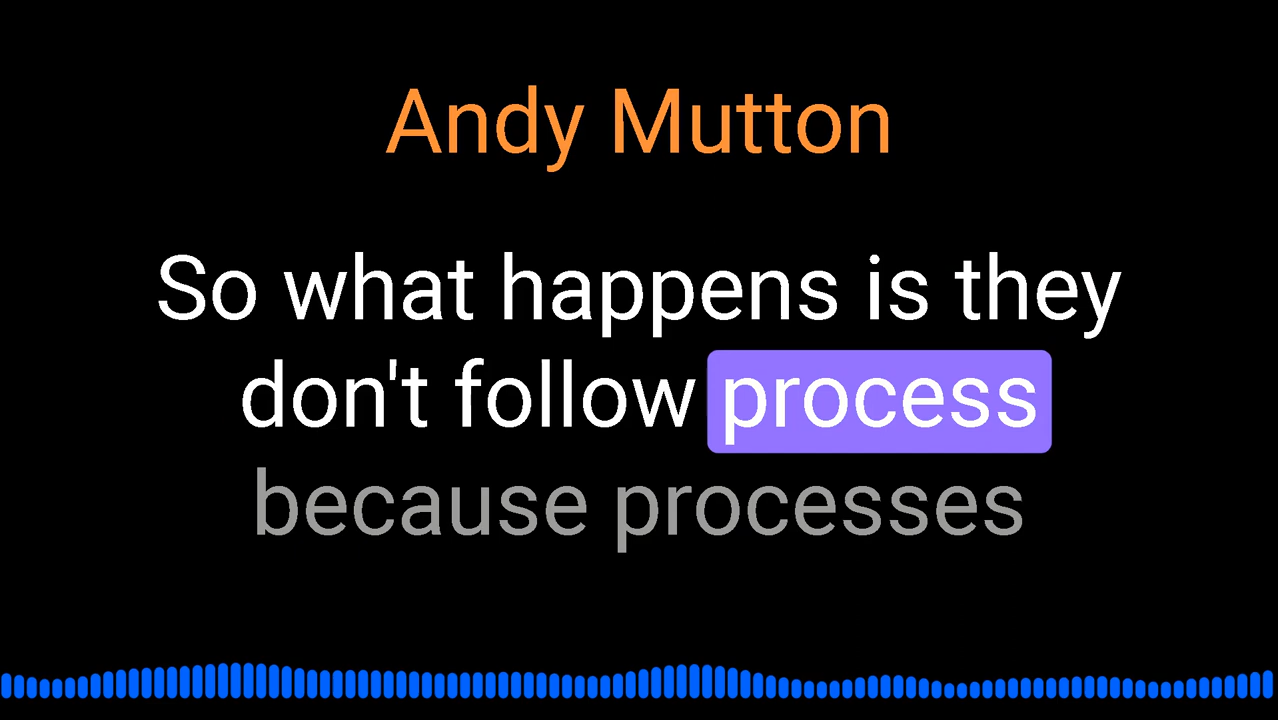 Andy Mutton
So what happens is they
don't follow process
because processes